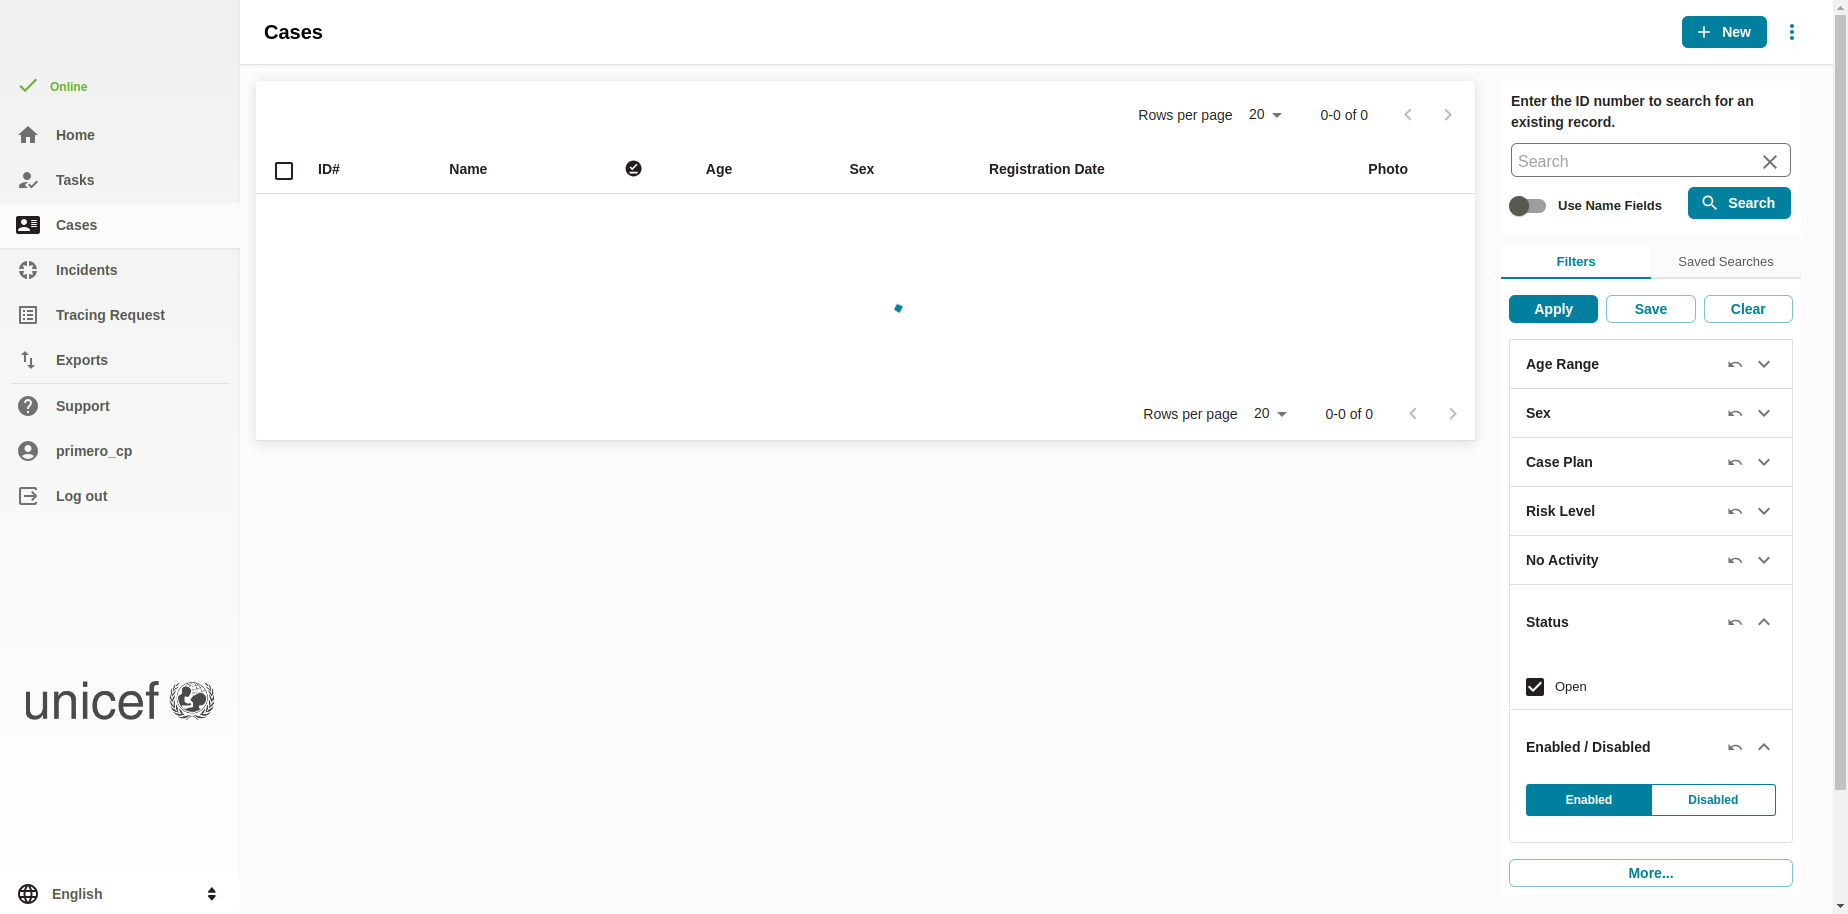 Cases
New
Online
Home
Tasks
Cases
Incidents
Tracing Request
Exports
Support
primero_cp
Log out
unicef
English
Rows per page 20 0-0 of 0
ID# Name Age Sex Registration Date Photo
Rows per page 20 0-0 of 0
Enter the ID number to search for an
existing record.
Search
Use Name Fields
Search
Filters Saved Searches
Apply Save Clear
Age Range
Sex
Case Plan
Risk Level
No Activity
Status
Open
Enabled / Disabled
Enabled Disabled
More...